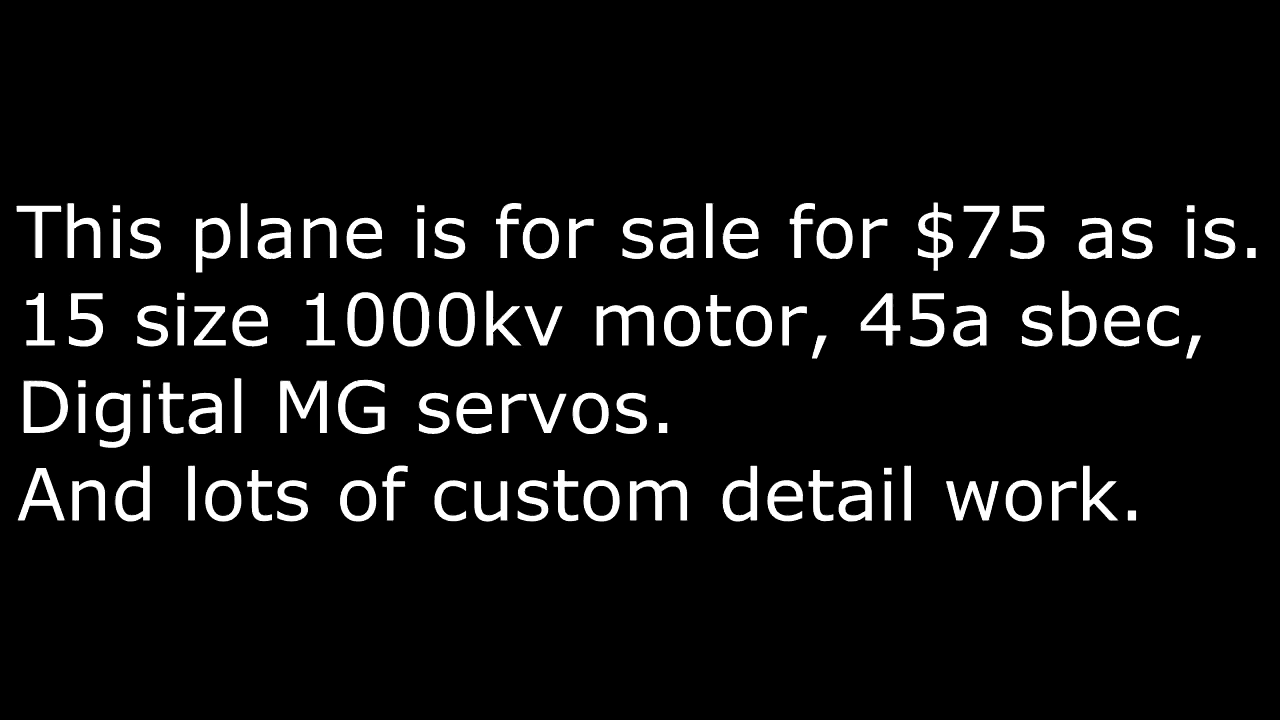 This plane is for sale for $75 as is.
15 size 1000kv motor, 45a sbec,
Digital MG servos.
And lots of custom detail work.